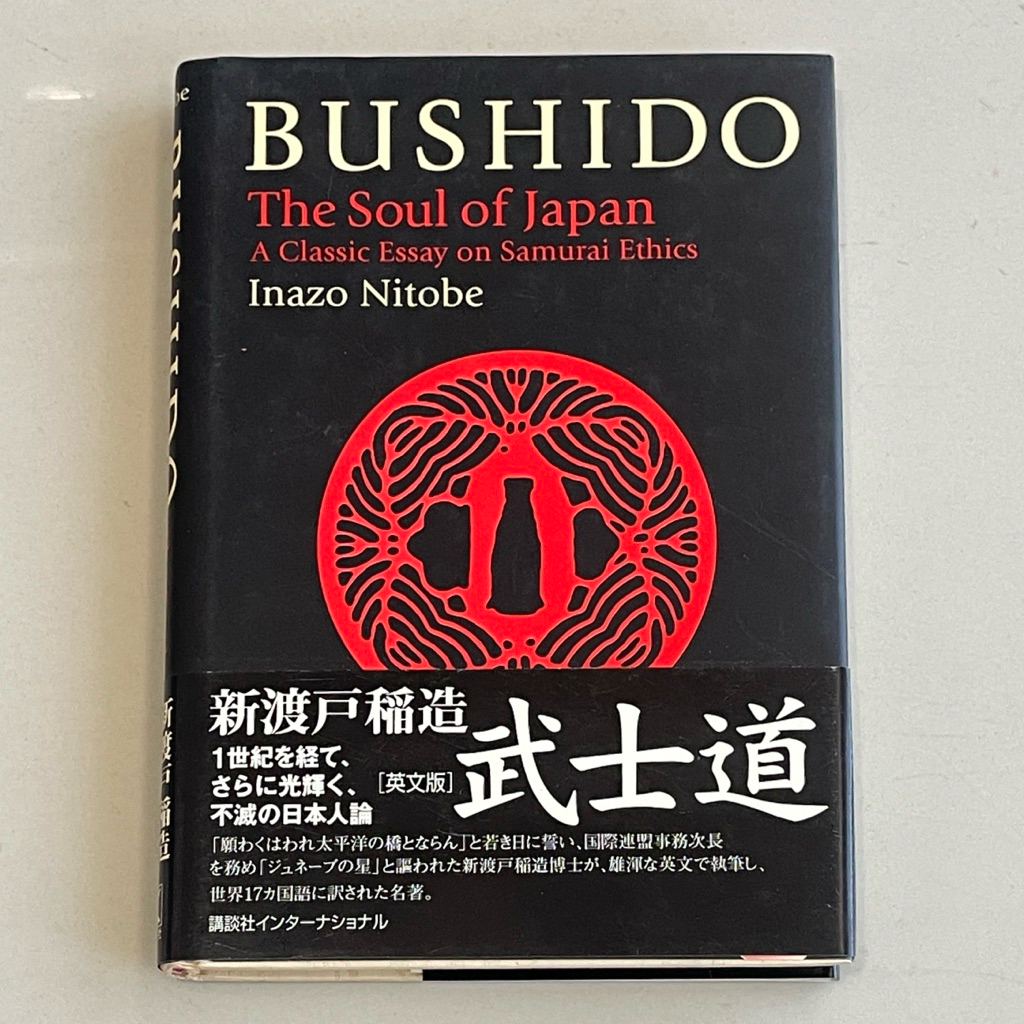 BUSHIDO
The Soul of Japan
A Classic Essay on Samurai Ethics
Inazo Nitobe
新渡戸稲造
1世紀を経て、
さらに光輝く、
不滅の日本人論
[英文版]
武士道
「願わくはわれ太平洋の橋とならん」と若き日に誓い、国際連盟事務次長
を務め「ジュネーブの星」と謳われた新渡戸稲造博士が、雄渾な英文で執筆し、
世界17カ国語に訳された名著。
講談社インターナショナル
BUSHIDO
新渡戸稲造